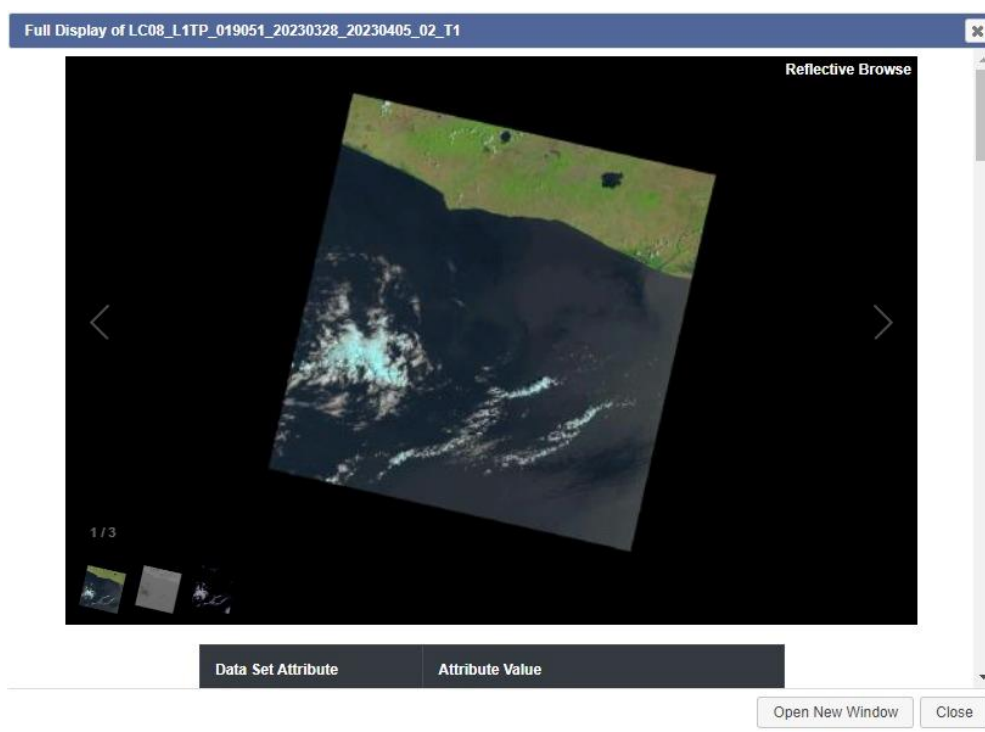 Full Display of LC08_L1TP_019051_20230328_20230405_02_T1
Reflective Browse
1 / 3
Data Set Attribute Attribute Value
Open New Window Close